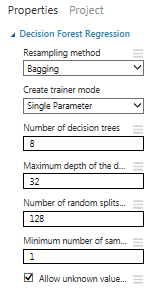 Properties Project
Decision Forest Regression
Resampling method
Bagging
Create trainer mode
Single Parameter
Number of decision trees
8
Maximum depth of the d...
32
Number of random splits...
128
Minimum number of sam...
1
Allow unknown value...